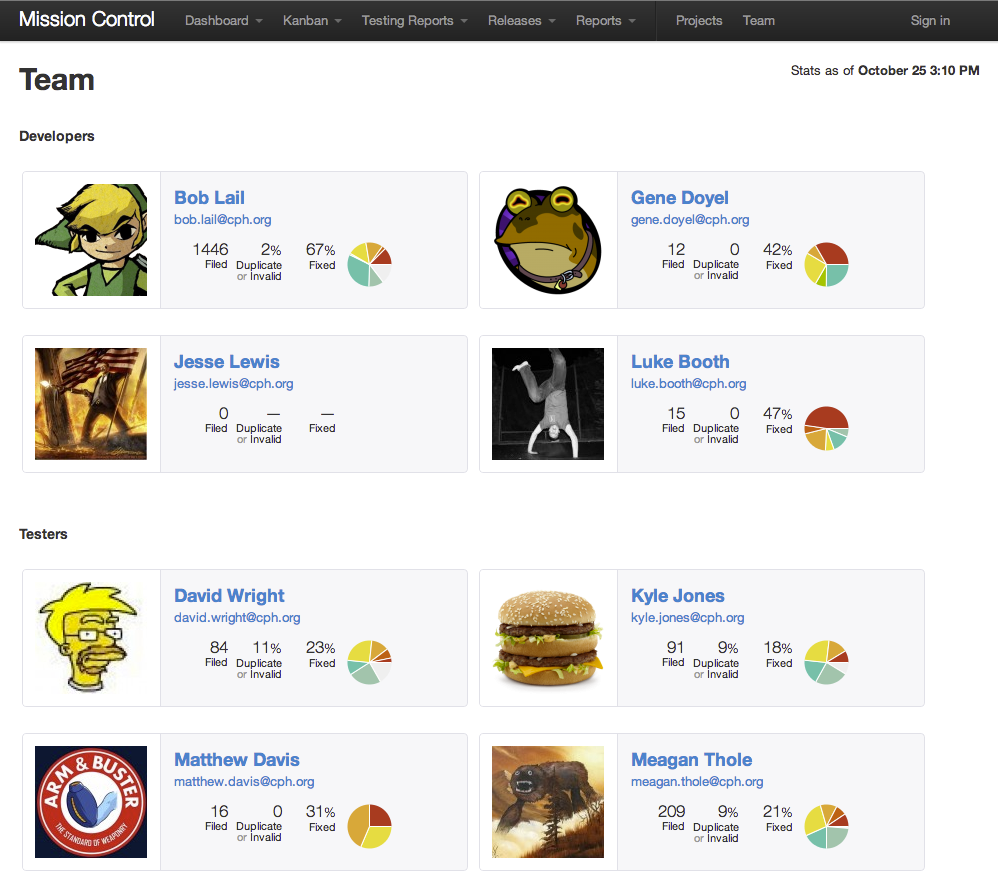 Mission Control Dashboard Kanban Testing Reports Releases Reports Projects Team Sign in
Team
Stats as of October 25 3:10 PM
Developers
Bob Lail
bob.lail@cph.org
1446 2% 67%
Filed Duplicate Fixed
or Invalid
Gene Doyel
gene.doyel@cph.org
12 0 42%
Filed Duplicate Fixed
or Invalid
Jesse Lewis
jesse.lewis@cph.org
0 — —
Filed Duplicate Fixed
or Invalid
Luke Booth
luke.booth@cph.org
15 0 47%
Filed Duplicate Fixed
or Invalid
Testers
David Wright
david.wright@cph.org
84 11% 23%
Filed Duplicate Fixed
or Invalid
Kyle Jones
kyle.jones@cph.org
91 9% 18%
Filed Duplicate Fixed
or Invalid
ARM & BUSTER
THE STANDARD OF WEAPONRY
Matthew Davis
matthew.davis@cph.org
16 0 31%
Filed Duplicate Fixed
or Invalid
Meagan Thole
meagan.thole@cph.org
209 9% 21%
Filed Duplicate Fixed
or Invalid